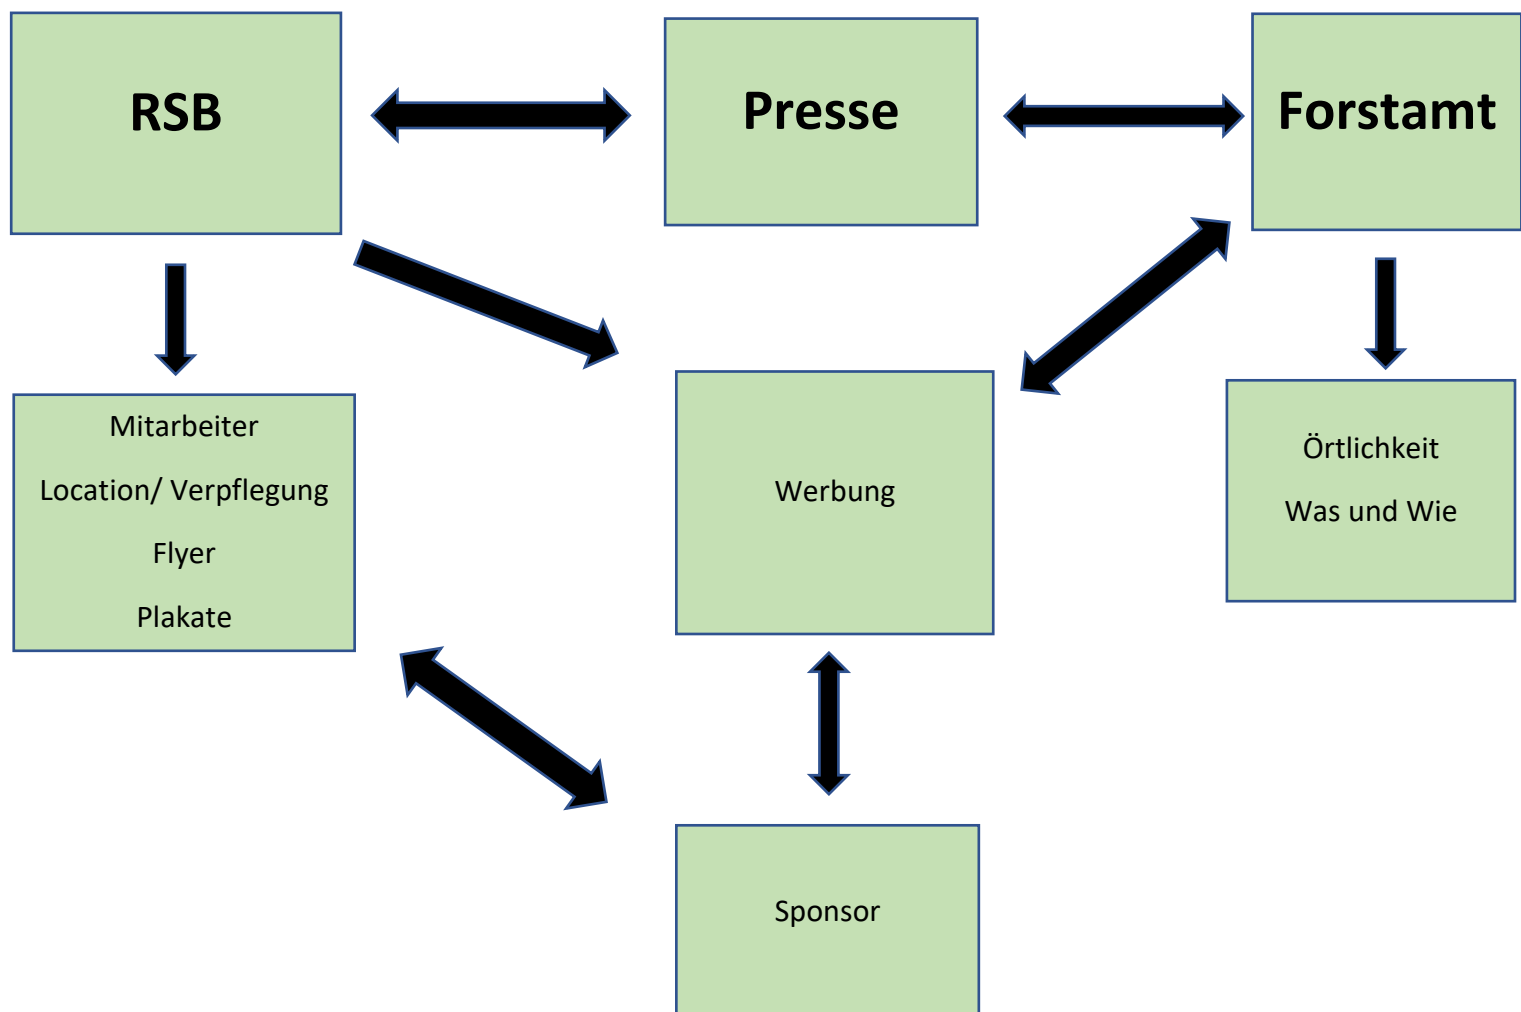 RSB
Presse
Forstamt
Mitarbeiter
Location/ Verpflegung
Flyer
Plakate
Werbung
Örtlichkeit
Was und Wie
Sponsor